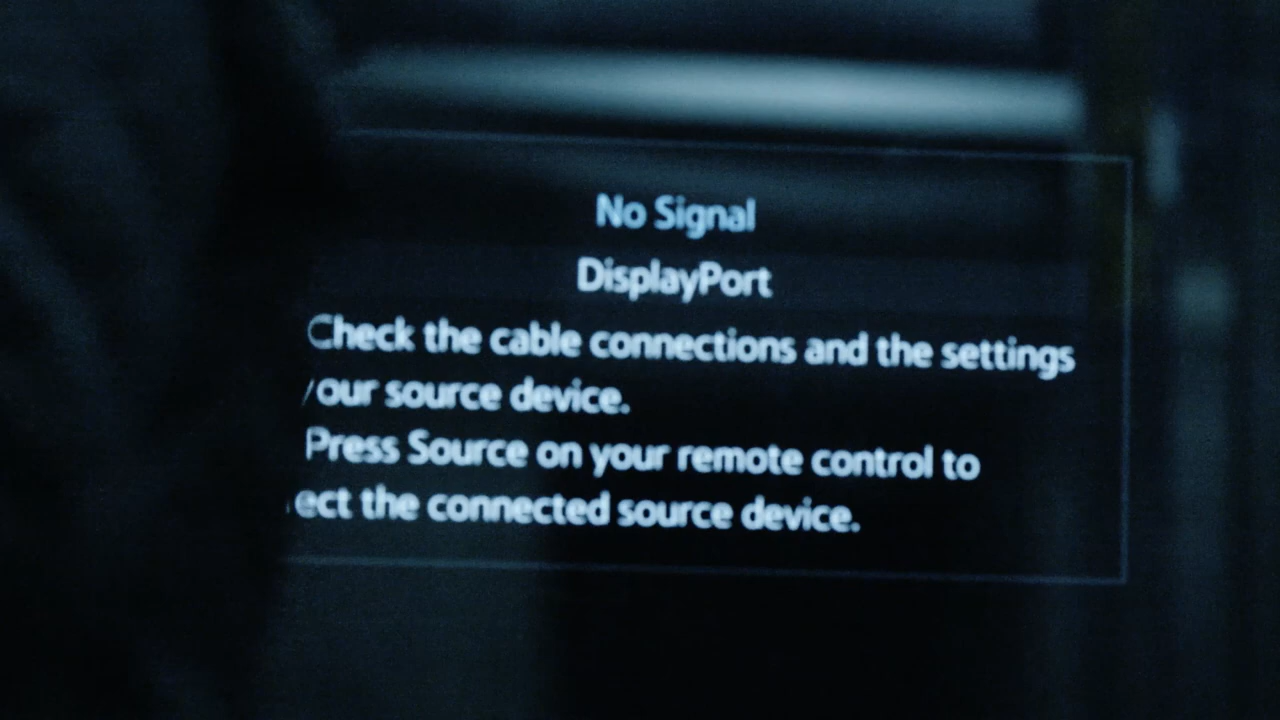 No Signal
DisplayPort
Check the cable connections and the settings
your source device.
Press Source on your remote control to
ect the connected source device.